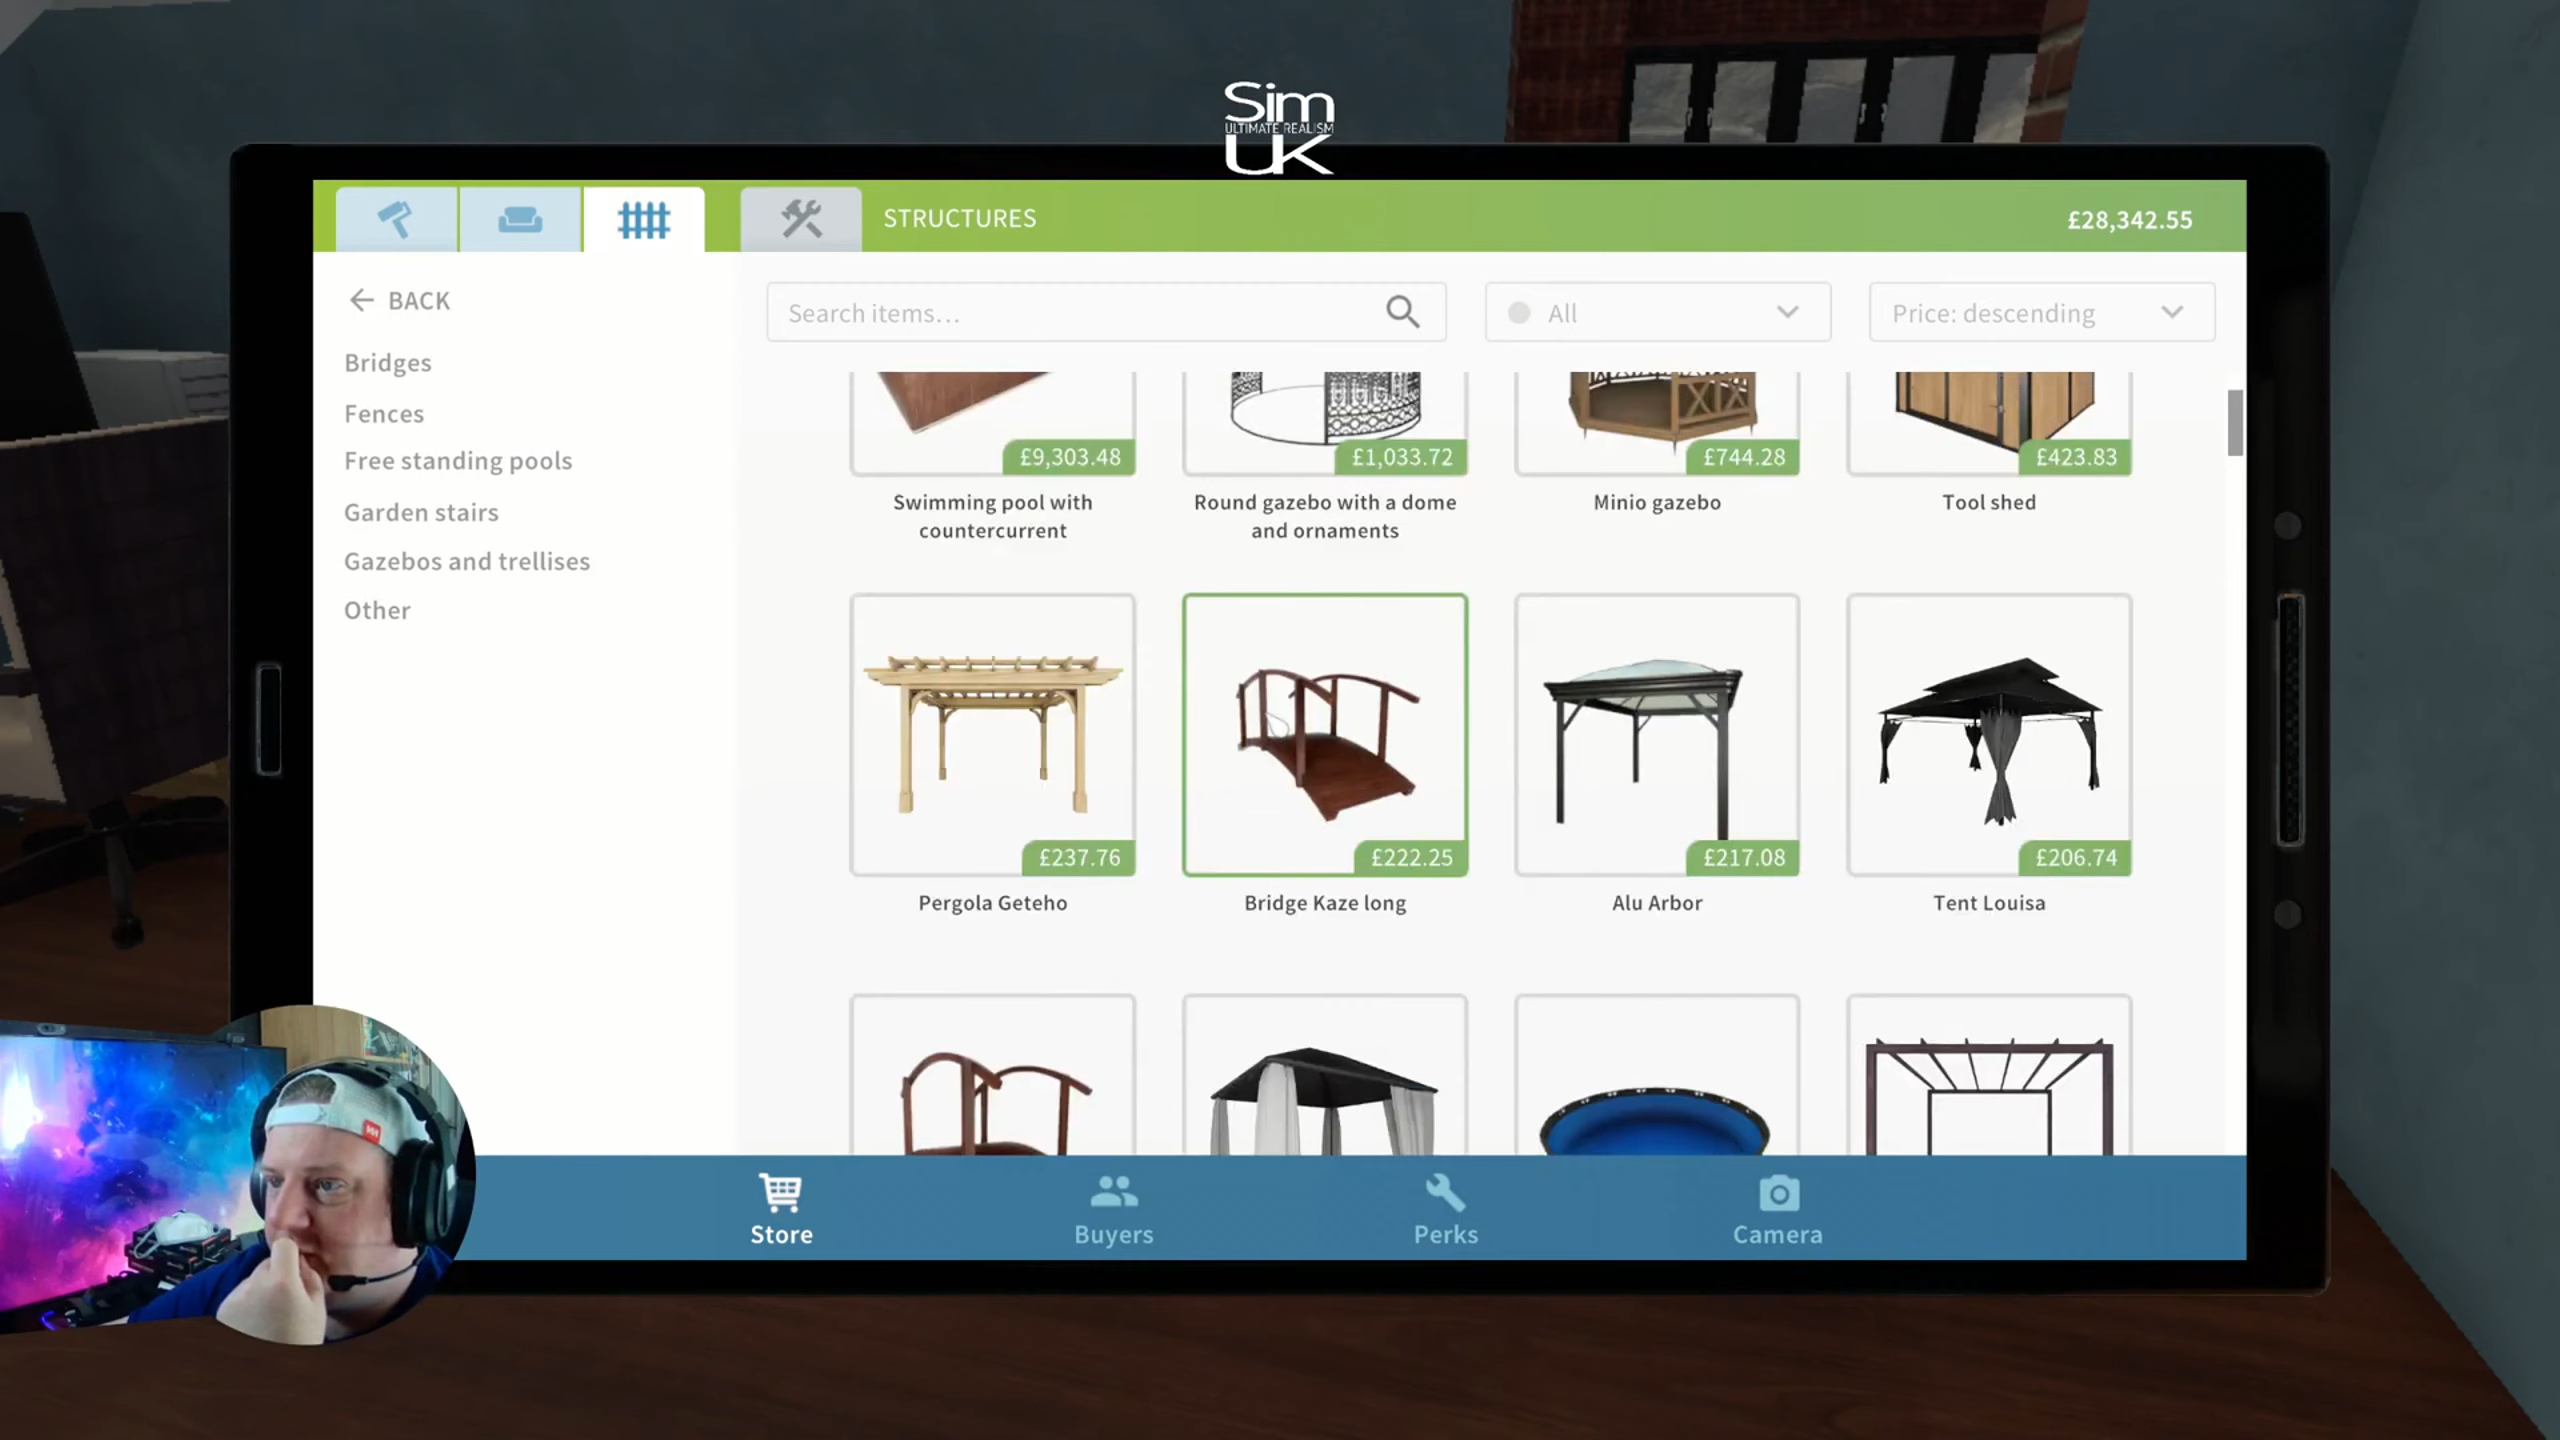 Sim
ULTIMATE REALISM
UK
STRUCTURES
£28,342.55
BACK
Search items...
All
Price: descending
Bridges
Fences
Free standing pools
Garden stairs
Gazebos and trellises
Other
£9,303.48
£1,033.72
£744.28
£423.83
Swimming pool with
countercurrent
Round gazebo with a dome
and ornaments
Minio gazebo
Tool shed
£237.76
£222.25
£217.08
£206.74
Pergola Geteho
Bridge Kaze long
Alu Arbor
Tent Louisa
Store
Buyers
Perks
Camera